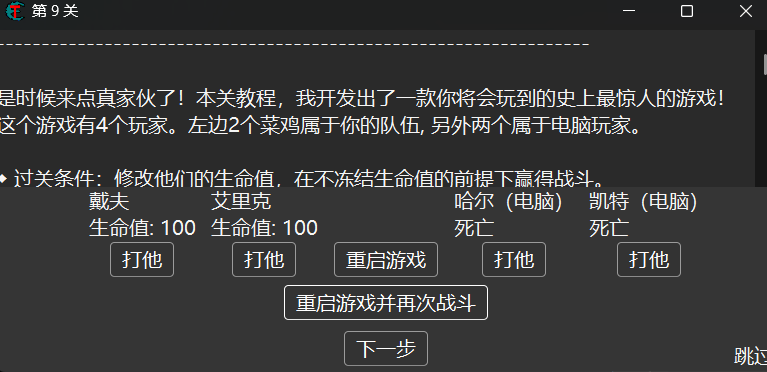 第 9 关
------------------------------------------------------------------
是时候来点真家伙了！本关教程，我开发出了一款你将会玩到的史上最惊人的游戏！
这个游戏有4个玩家。左边2个菜鸡属于你的队伍, 另外两个属于电脑玩家。
◆ 过关条件：修改他们的生命值，在不冻结生命值的前提下赢得战斗。
戴夫 艾里克 哈尔（电脑） 凯特（电脑）
生命值: 100 生命值: 100 死亡 死亡
打他 打他 重启游戏 打他 打他
重启游戏并再次战斗
下一步
跳过